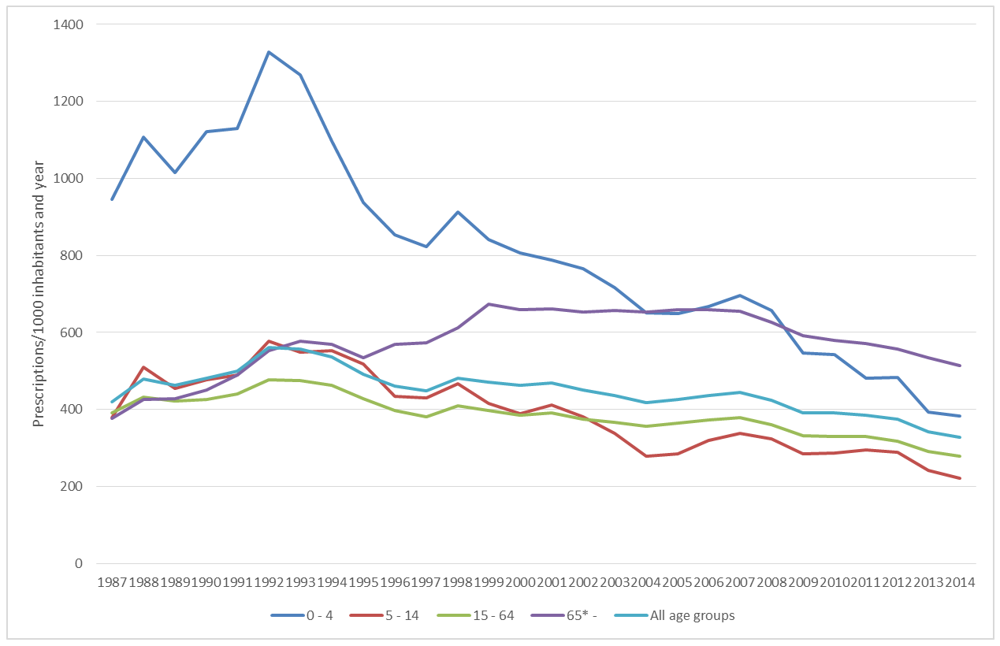 Prescriptions/1000 inhabitants and year
1400
1200
1000
800
600
400
200
0
1987 1988 1989 1990 1991 1992 1993 1994 1995 1996 1997 1998 1999 2000 2001 2002 2003 2004 2005 2006 2007 2008 2009 2010 2011 2012 2013 2014
0 - 4 5 - 14 15 - 64 65* - All age groups